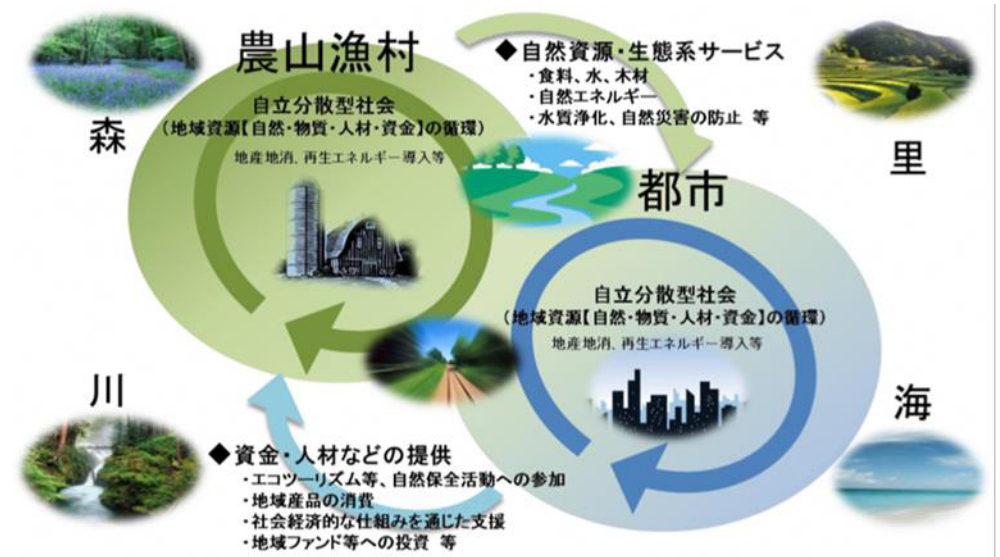 農山漁村
自立分散型社会
（地域資源【自然・物質・人材・資金】の循環）
地産地消、再生エネルギー導入等
◆自然資源・生態系サービス
・食料、水、木材
・自然エネルギー
・水質浄化、自然災害の防止 等
森
里
都市
自立分散型社会
（地域資源【自然・物質・人材・資金】の循環）
地産地消、再生エネルギー導入等
川
海
◆資金・人材などの提供
・エコツーリズム等、自然保全活動への参加
・地域産品の消費
・社会経済的な仕組みを通じた支援
・地域ファンド等への投資 等